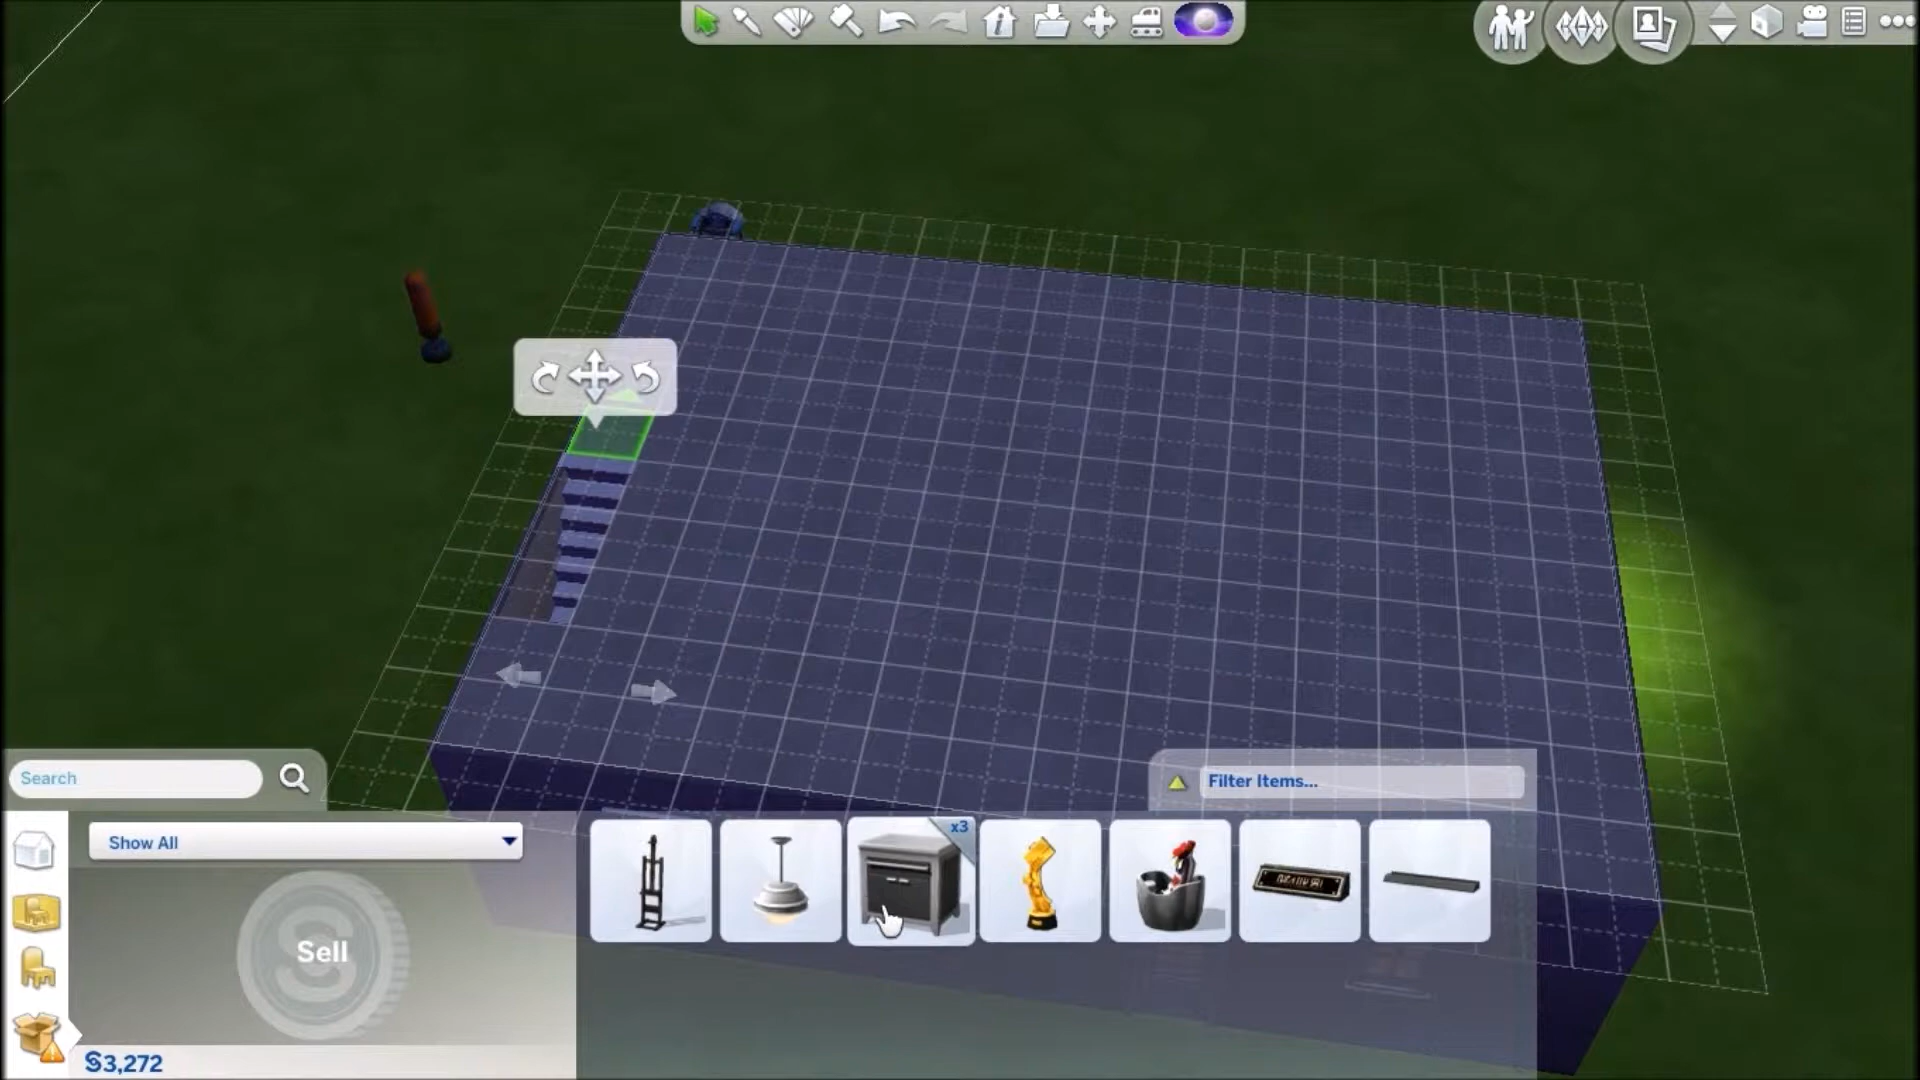 Search
Filter Items...
Show All
x3
Sell
§3,272